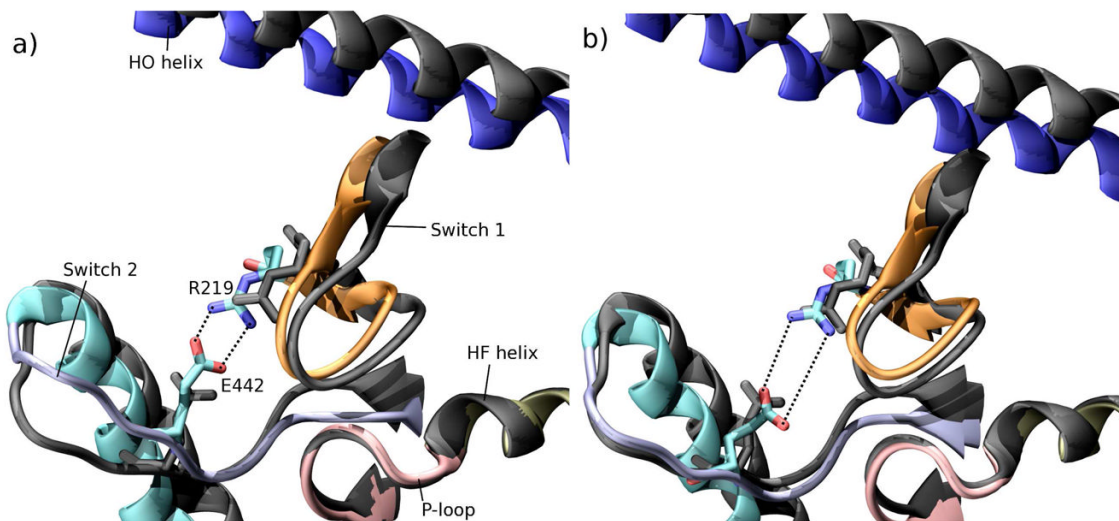 a)
HO helix
b)
Switch 1
Switch 2
R219
E442
HF helix
P-loop